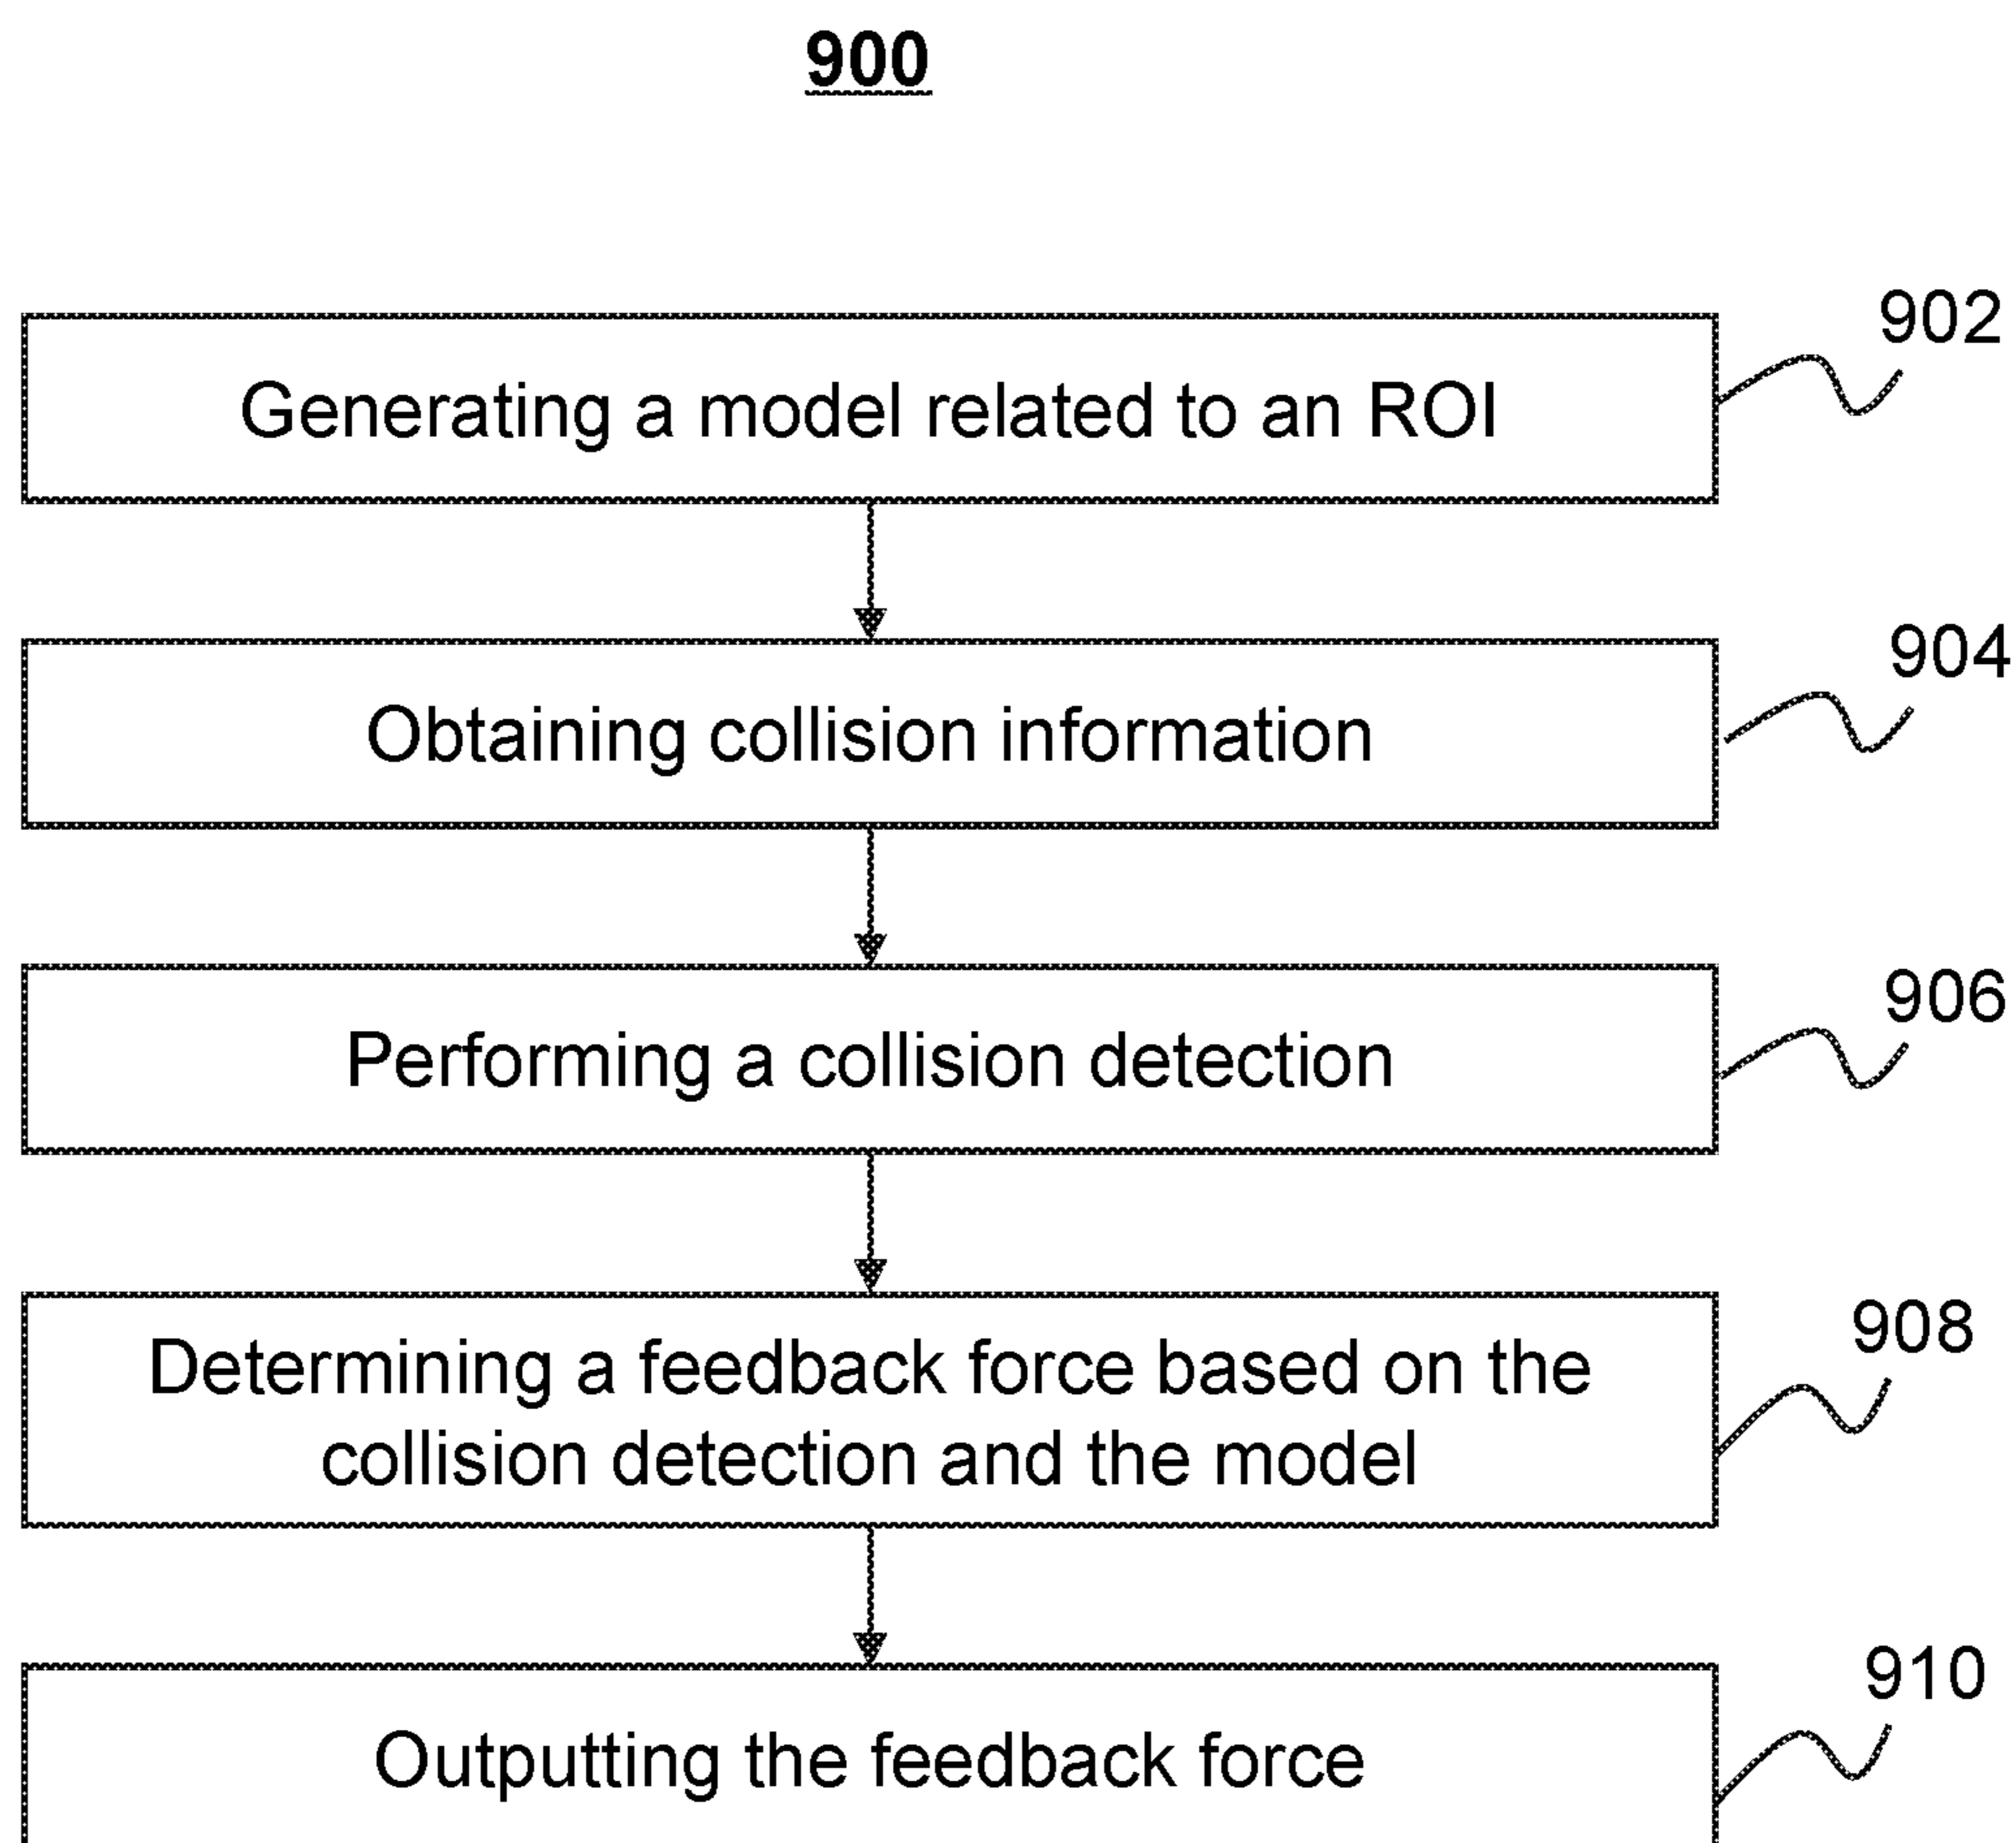 900
902
Generating a model related to an ROI
904
Obtaining collision information
906
Performing a collision detection
908
Determining a feedback force based on the
collision detection and the model
910
Outputting the feedback force